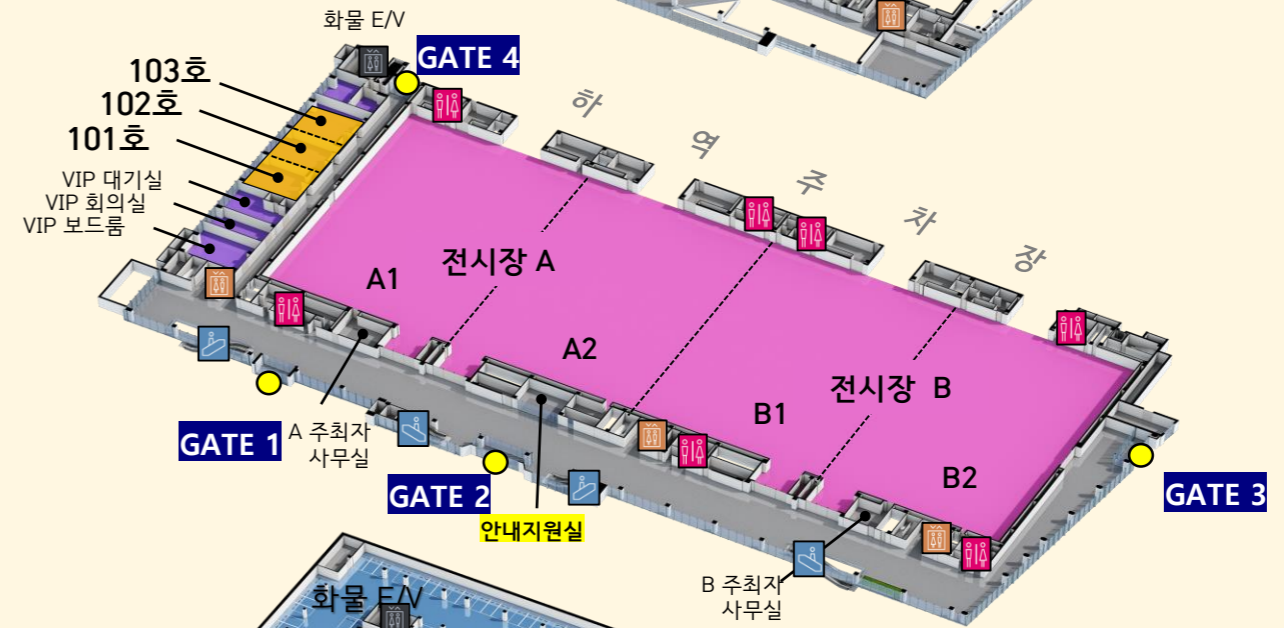 화물 E/V
GATE 4
103호
102호
101호
VIP 대기실
VIP 회의실
VIP 보드룸
하 역 주 차 장
전시장 A
A1
A2
전시장 B
B1
B2
GATE 1
A 주최자
사무실
GATE 2
안내지원실
GATE 3
B 주최자
사무실
화물 E/V